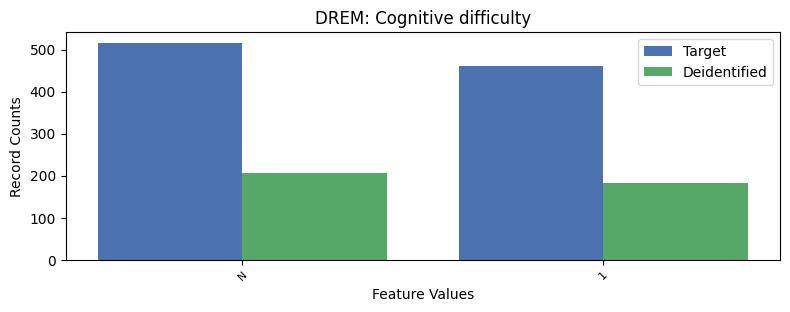 DREM: Cognitive difficulty
Target
Deidentified
Record Counts
500
400
300
200
100
0
N
1
Feature Values